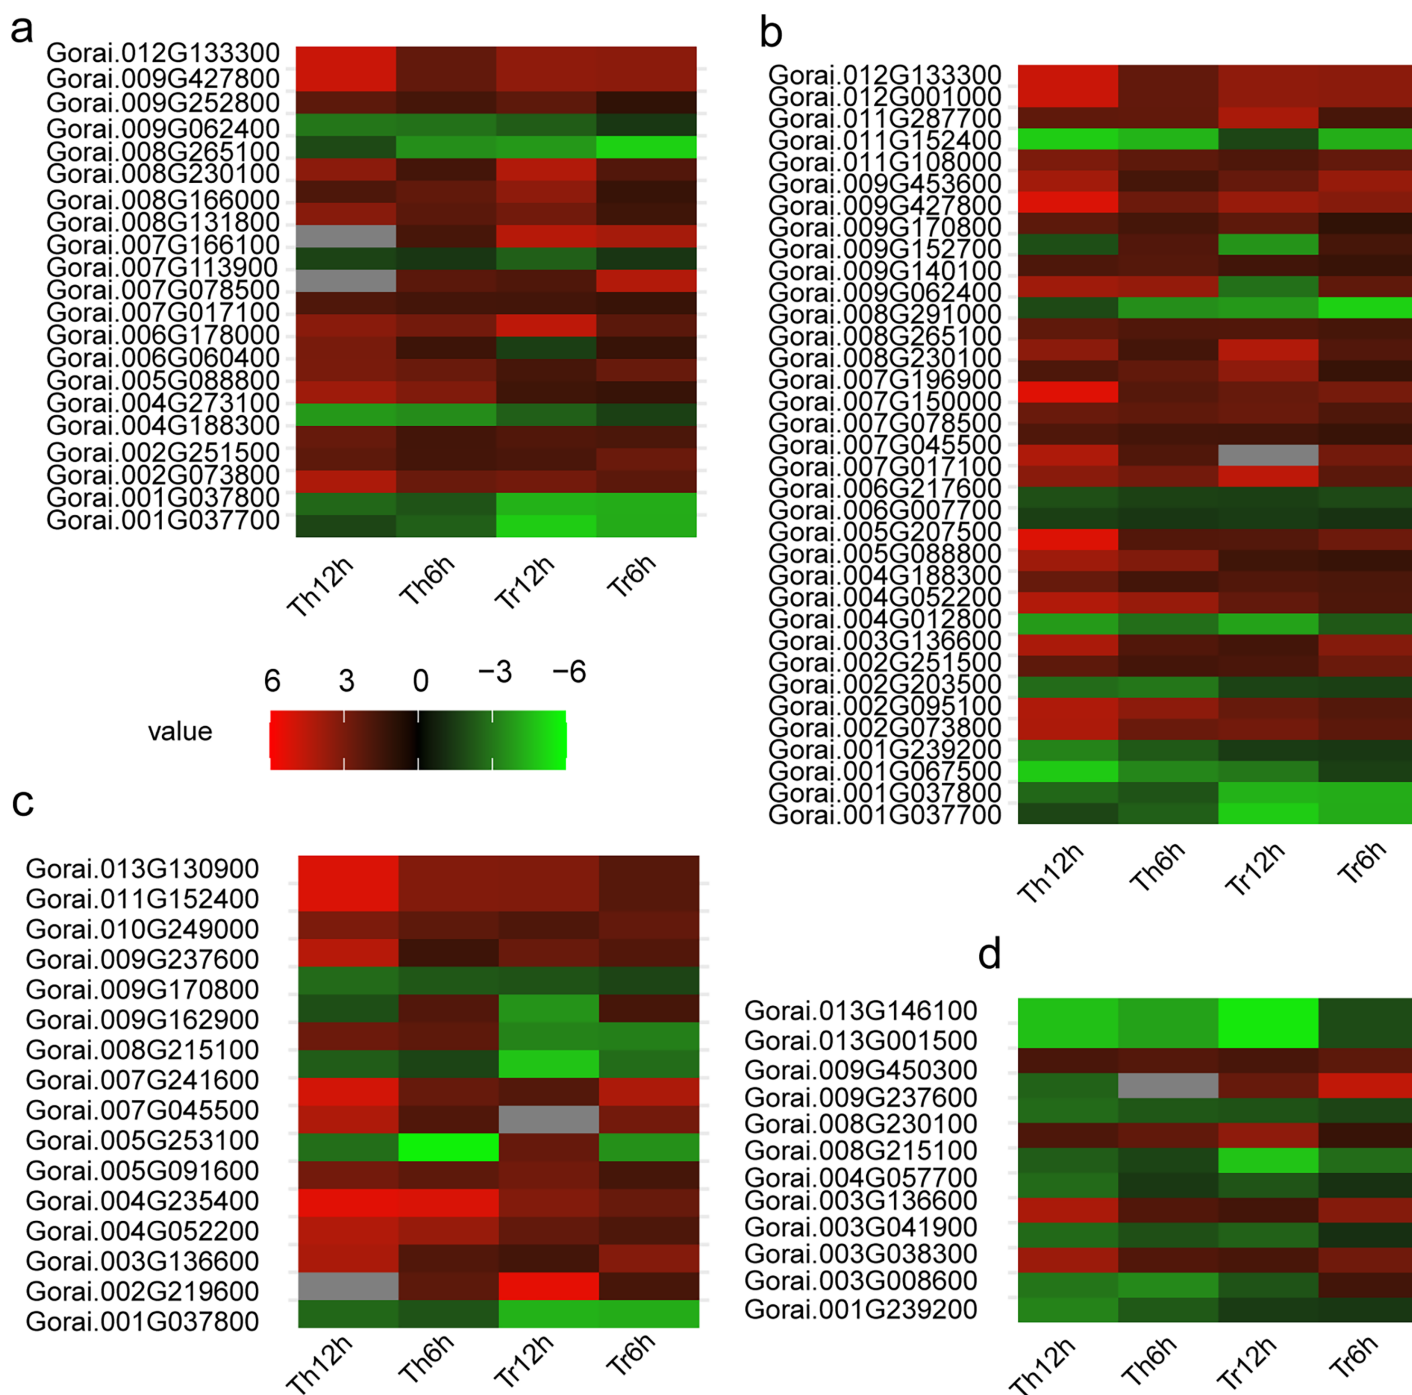 a
Gorai.012G133300
Gorai.009G427800
Gorai.009G252800
Gorai.009G062400
Gorai.008G265100
Gorai.008G230100
Gorai.008G166000
Gorai.008G131800
Gorai.007G166100
Gorai.007G113900
Gorai.007G078500
Gorai.007G017100
Gorai.006G178000
Gorai.006G060400
Gorai.005G088800
Gorai.004G273100
Gorai.004G188300
Gorai.002G251500
Gorai.002G073800
Gorai.001G037800
Gorai.001G037700
Th12h Th6h Tr12h Tr6h
6 3 0 −3 −6
value
b
Gorai.012G133300
Gorai.012G001000
Gorai.011G287700
Gorai.011G152400
Gorai.011G108000
Gorai.009G453600
Gorai.009G427800
Gorai.009G170800
Gorai.009G152700
Gorai.009G140100
Gorai.009G062400
Gorai.008G291000
Gorai.008G265100
Gorai.008G230100
Gorai.007G196900
Gorai.007G150000
Gorai.007G078500
Gorai.007G045500
Gorai.007G017100
Gorai.006G217600
Gorai.006G007700
Gorai.005G207500
Gorai.005G088800
Gorai.004G188300
Gorai.004G052200
Gorai.004G012800
Gorai.003G136600
Gorai.002G251500
Gorai.002G203500
Gorai.002G095100
Gorai.002G073800
Gorai.001G239200
Gorai.001G067500
Gorai.001G037800
Gorai.001G037700
Th12h Th6h Tr12h Tr6h
c
Gorai.013G130900
Gorai.011G152400
Gorai.010G249000
Gorai.009G237600
Gorai.009G170800
Gorai.009G162900
Gorai.008G215100
Gorai.007G241600
Gorai.007G045500
Gorai.005G253100
Gorai.005G091600
Gorai.004G235400
Gorai.004G052200
Gorai.003G136600
Gorai.002G219600
Gorai.001G037800
Th12h Th6h Tr12h Tr6h
d
Gorai.013G146100
Gorai.013G001500
Gorai.009G450300
Gorai.009G237600
Gorai.008G230100
Gorai.008G215100
Gorai.004G057700
Gorai.003G136600
Gorai.003G041900
Gorai.003G038300
Gorai.003G008600
Gorai.001G239200
Th12h Th6h Tr12h Tr6h